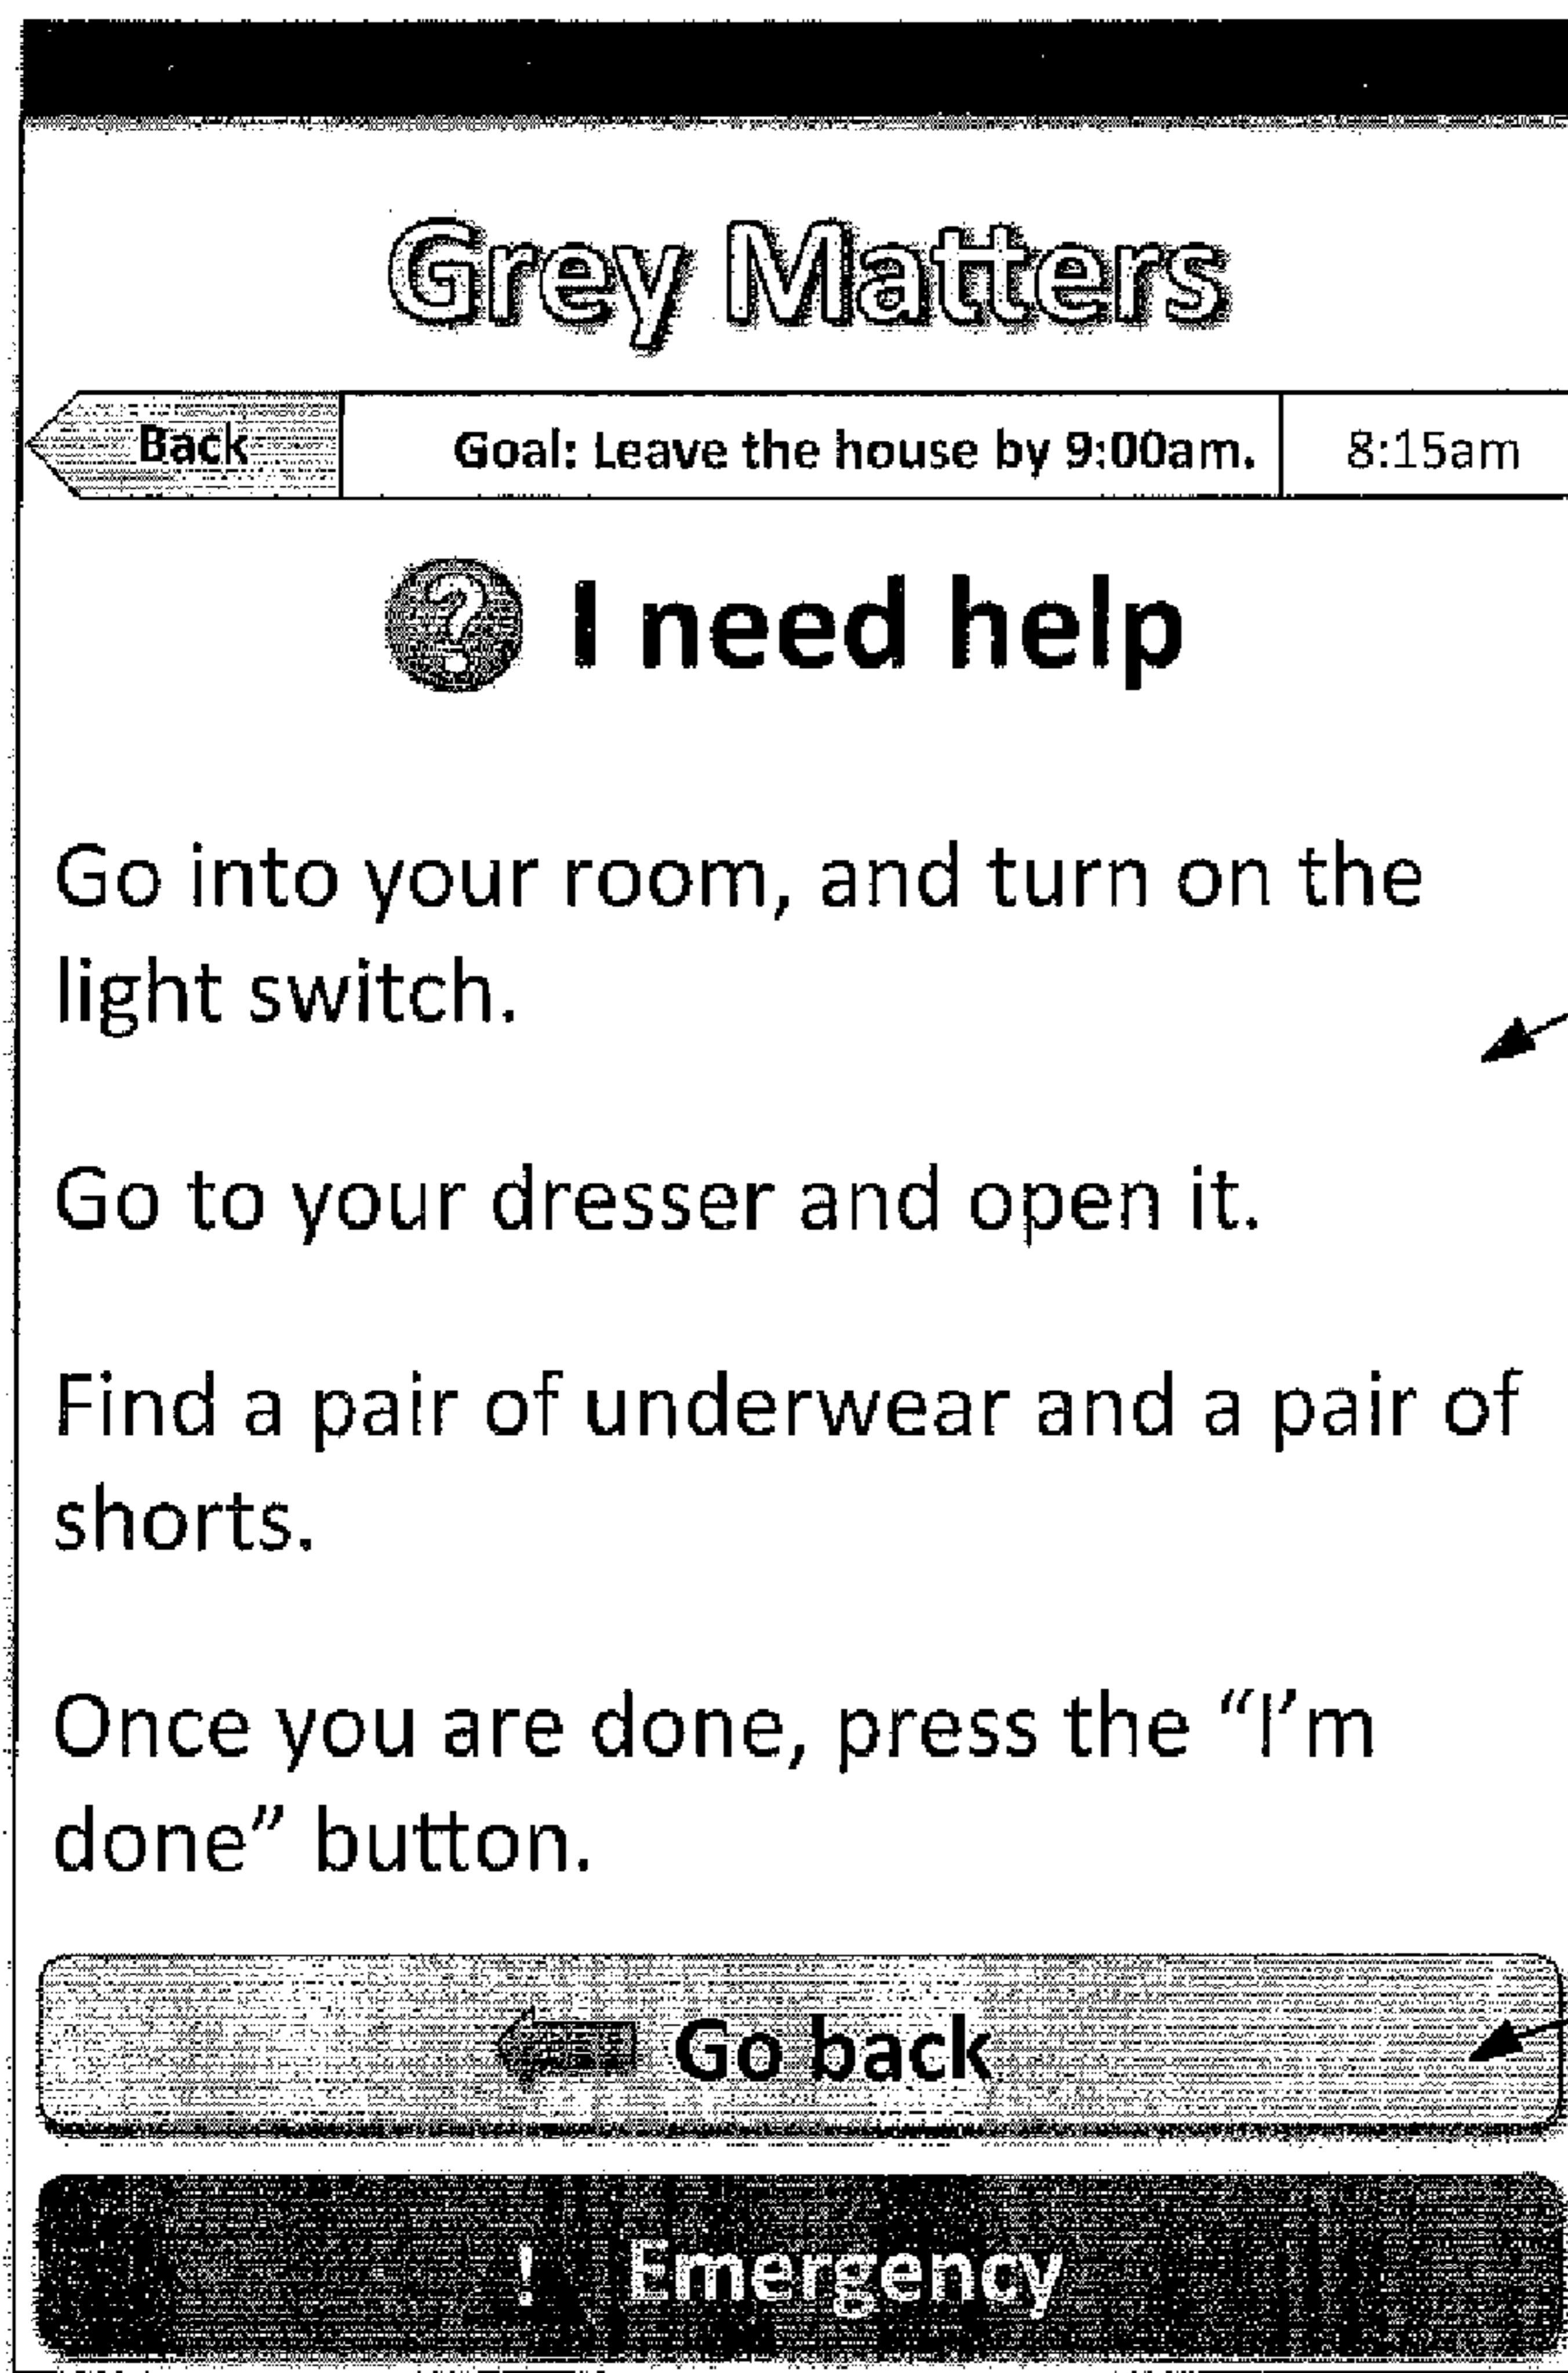 Grey Matters
Back Goal: Leave the house by 9:00am. 8:15am
? I need help
Go into your room, and turn on the
light switch.
Go to your dresser and open it.
Find a pair of underwear and a pair of
shorts.
Once you are done, press the “I’m
done” button.
Go back
! Emergency